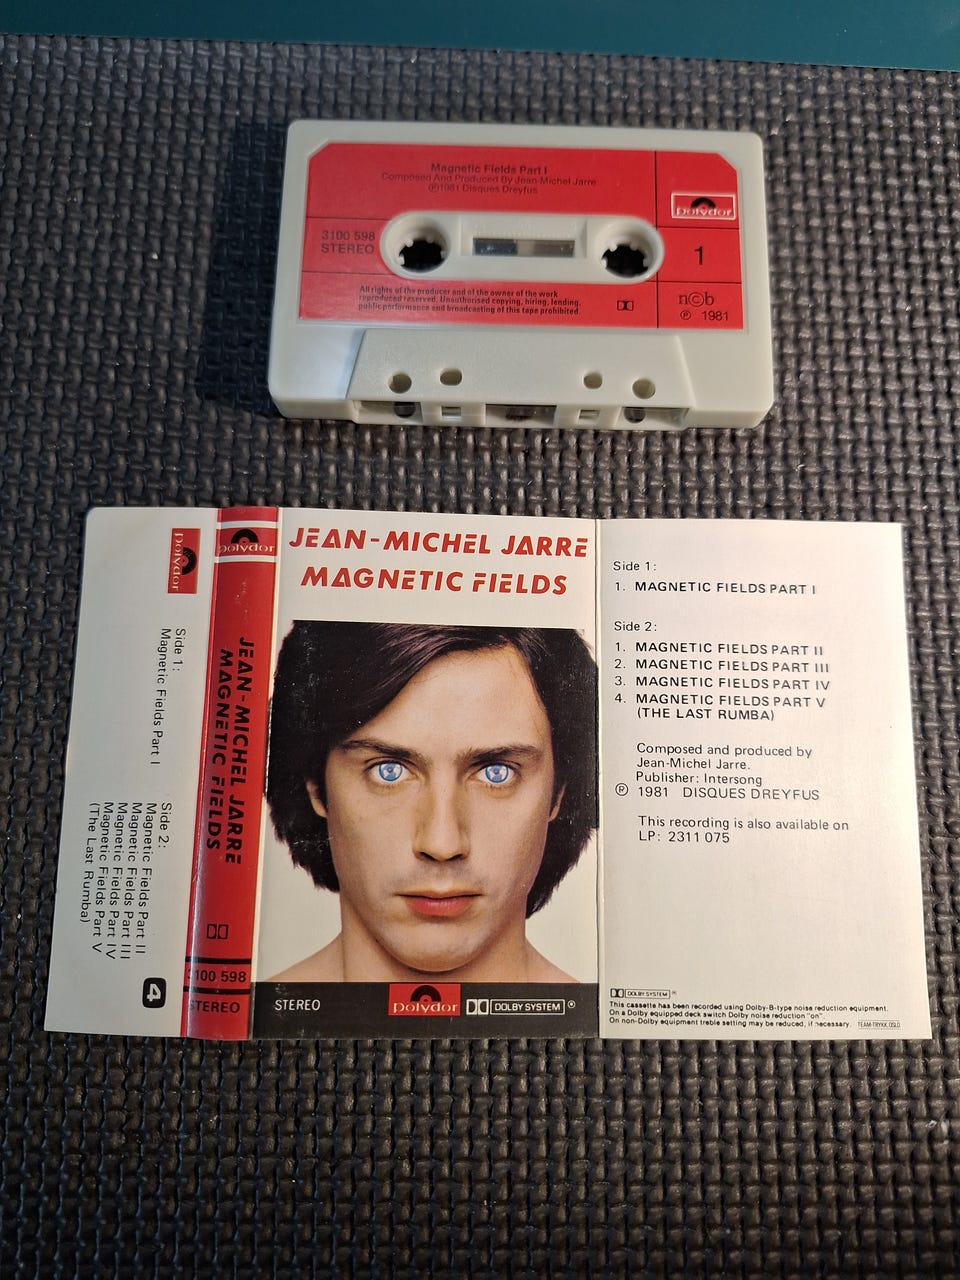 Magnetic Fields Part I
Composed And Produced By Jean-Michel Jarre
℗1981 Disques Dreyfus
polydor
3100 598
STEREO
1
All rights of the producer and of the owner of the work
reproduced reserved. Unauthorised copying, hiring, lending,
public performance and broadcasting of this tape prohibited.
n©b
℗ 1981
polydor
Side 1:
Magnetic Fields Part I
Side 2:
Magnetic Fields Part II
Magnetic Fields Part III
Magnetic Fields Part IV
Magnetic Fields Part V
(The Last Rumba)
4
polydor
JEAN-MICHEL JARRE
MAGNETIC FIELDS
3100 598
STEREO
JEAN-MICHEL JARRE
MAGNETIC FIELDS
STEREO
polydor
DOLBY SYSTEM ®
Side 1:
1. MAGNETIC FIELDS PART I
Side 2:
1. MAGNETIC FIELDS PART II
2. MAGNETIC FIELDS PART III
3. MAGNETIC FIELDS PART IV
4. MAGNETIC FIELDS PART V
(THE LAST RUMBA)
Composed and produced by
Jean-Michel Jarre.
Publisher: Intersong
℗ 1981 DISQUES DREYFUS
This recording is also available on
LP: 2311 075
DOLBY SYSTEM ®
This cassette has been recorded using Dolby-B-type noise reduction equipment.
On a Dolby equipped deck switch Dolby noise reduction "on".
On non-Dolby equipment treble setting may be reduced, if necessary. TEAM-TRYKK, OSLO